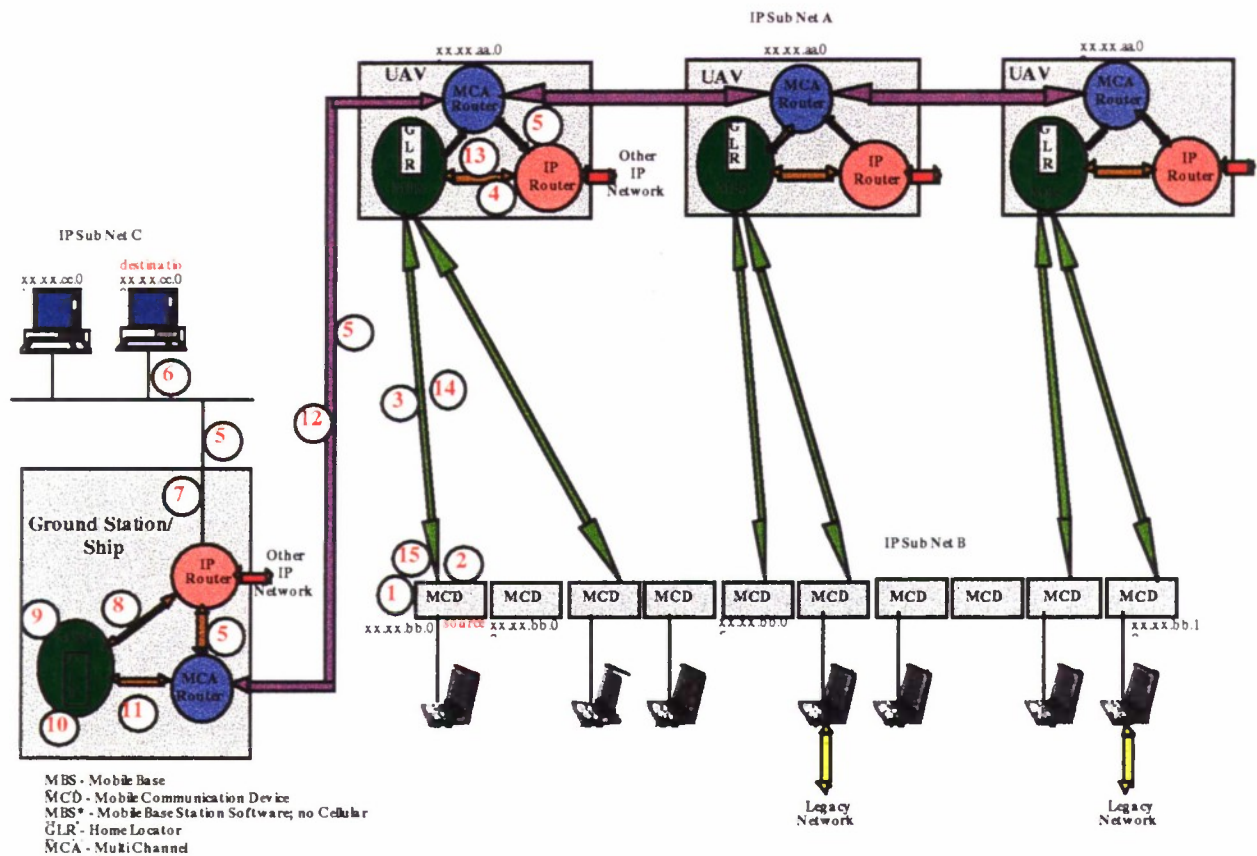 IP Sub Net A
xx.xx.aa.0
xx.xx.aa.0
xx.xx.aa.0
UAV
MCA
Router
GLR
5
13
4
IP
Router
Other
IP
Network
UAV
MCA
Router
GLR
IP
Router
UAV
MCA
Router
GLR
IP
Router
IP Sub Net C
xx.xx.cc.0
destinatio
xx.xx.cc.0
6
5
5
12
3
14
7
Ground Station/
Ship
IP
Router
Other
IP
Network
9
8
5
MCA
Router
10
11
IP Sub Net B
15
2
1
MCD
MCD
MCD
MCD
MCD
MCD
MCD
MCD
MCD
MCD
xx.xx.bb.0
source
xx.xx.bb.0
xx.xx.bb.0
xx.xx.bb.1
Legacy
Network
Legacy
Network
MBS - Mobile Base
MCD - Mobile Communication Device
MBS* - Mobile Base Station Software; no Cellular
GLR - Home Locator
MCA - Multi Channel